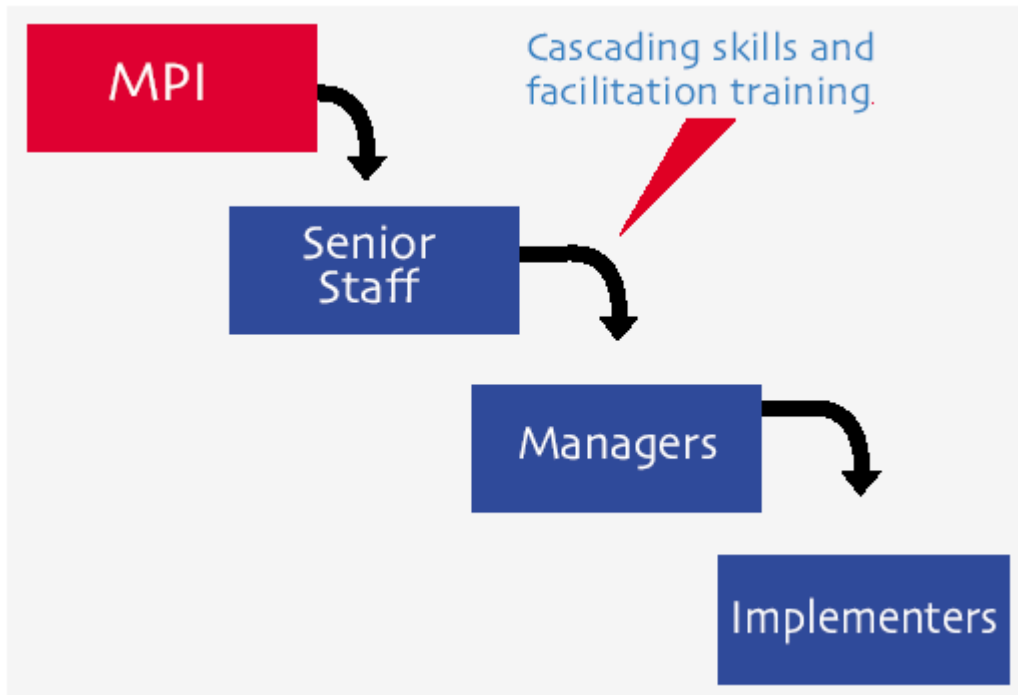 MPI
Cascading skills and
facilitation training.
Senior
Staff
Managers
Implementers